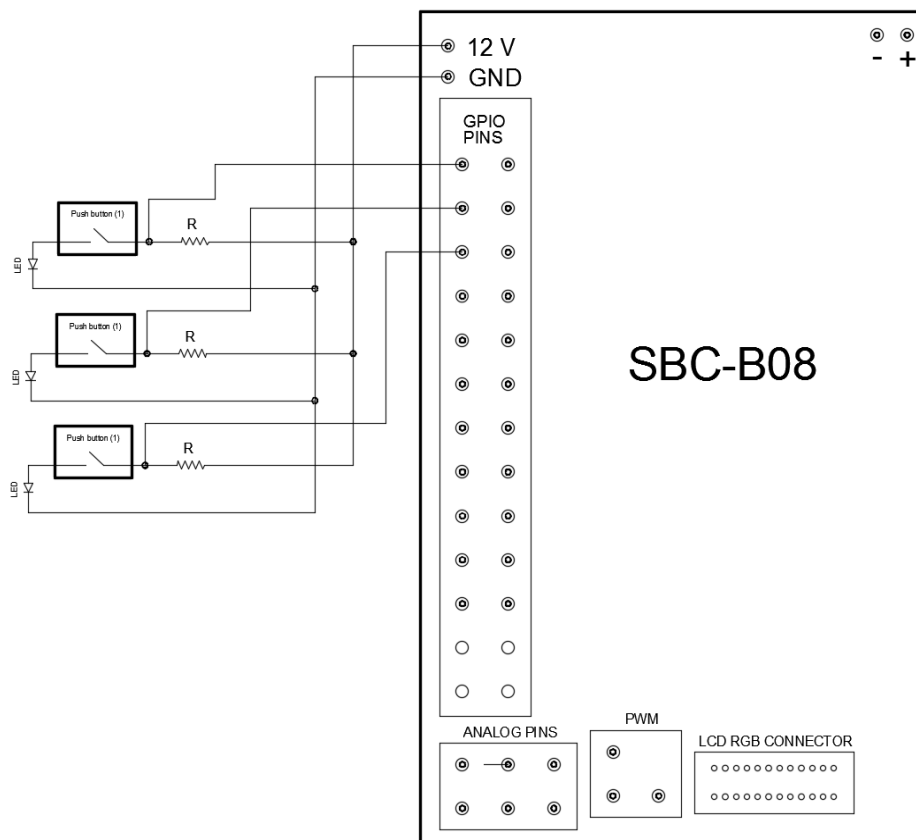 12 V
- +
GND
GPIO
PINS
Push button (1)
R
LED
Push button (1)
R
LED
SBC-B08
Push button (1)
R
LED
PWM
ANALOG PINS
LCD RGB CONNECTOR